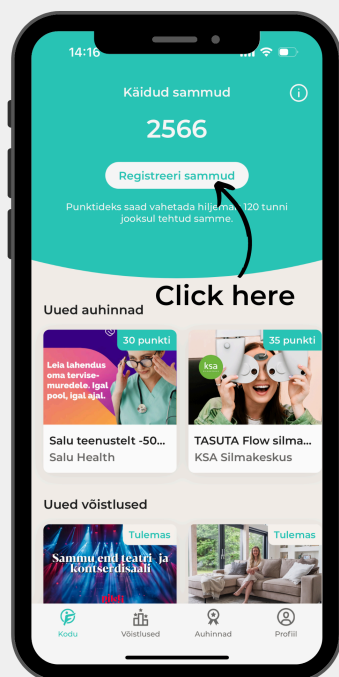 14:16
Käidud sammud
2566
Registreeri sammud
Punktideks saad vahetada hiljemalt 120 tunni
jooksul tehtud samme.
Click here
Uued auhinnad
30 punkti
Leia lahendus
oma tervise-
muredele. Igal
pool, igal ajal.
35 punkti
ksa
Salu teenustelt -50...
Salu Health
TASUTA Flow silma...
KSA Silmakeskus
Uued võistlused
Tulemas
Sammu end teatri- ja
kontserdisaali
Tulemas
Kodu
Võistlused
Auhinnad
Profiil